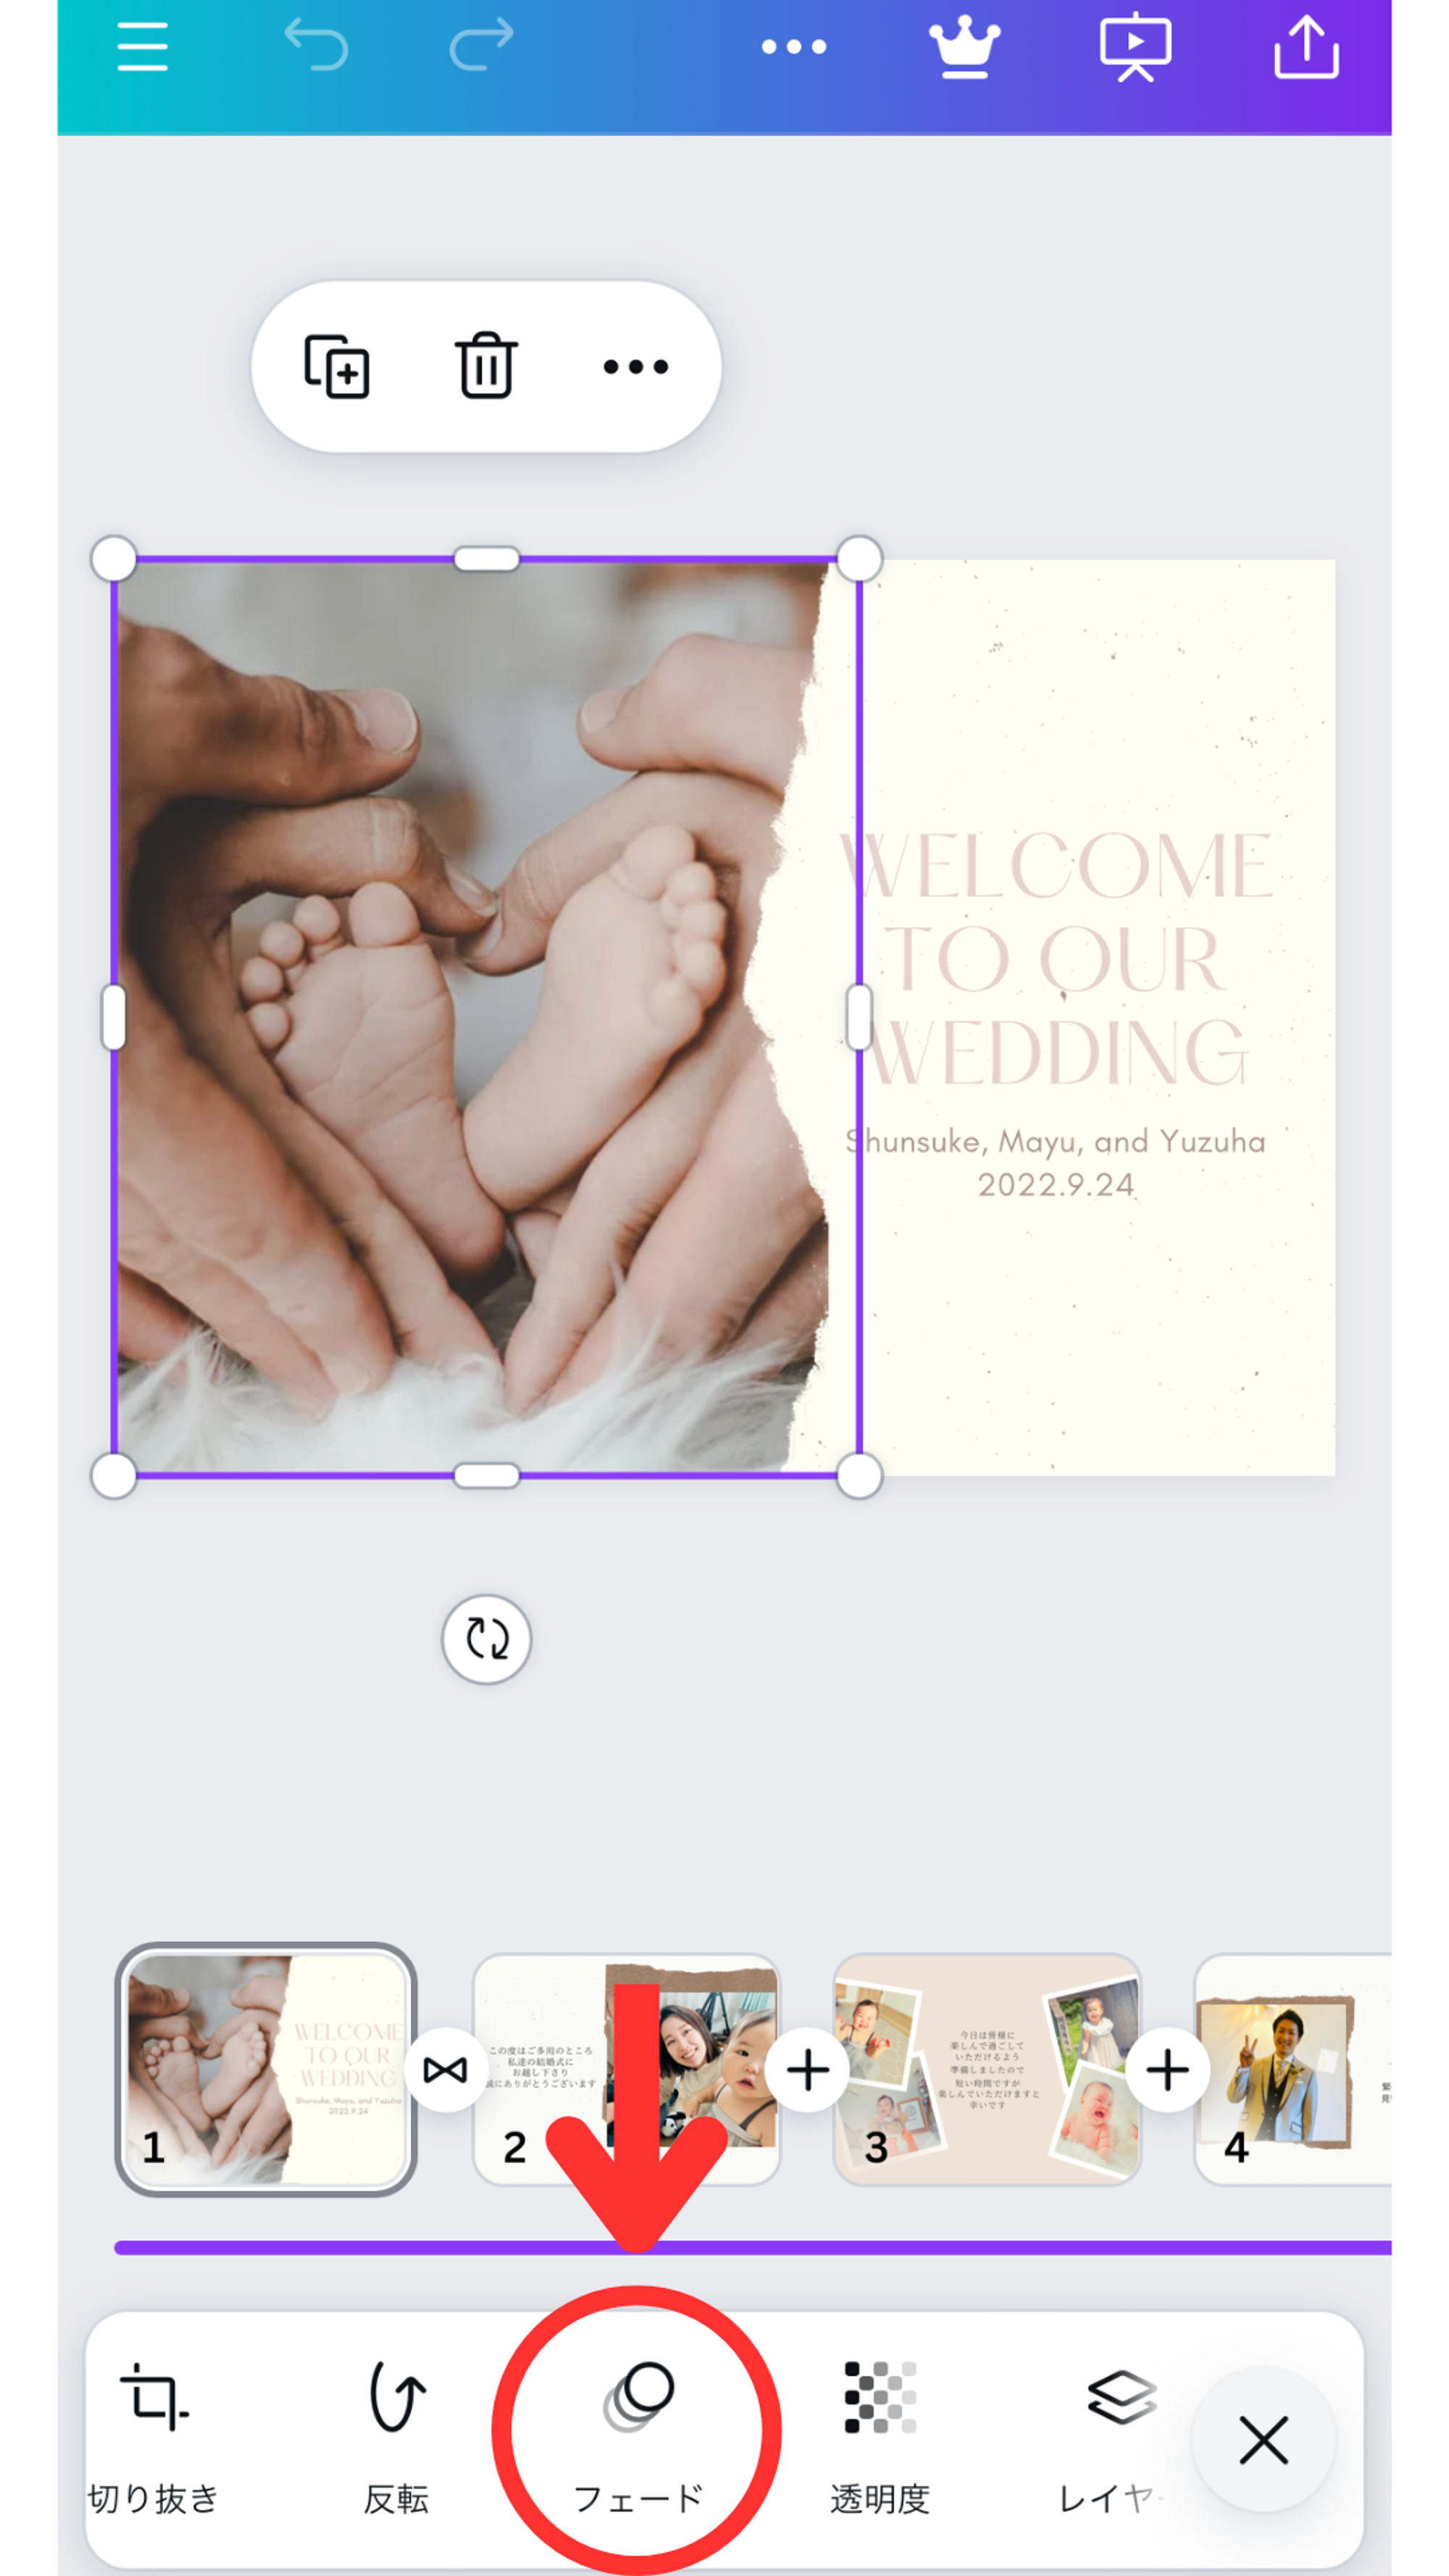 WELCOME
TO OUR
WEDDING
Shunsuke, Mayu, and Yuzuha
2022.9.24
WELCOME
TO OUR
WEDDING
Shunsuke, Mayu, and Yuzuha
2022.9.24
1
この度はご多用のところ
私達の結婚式に
お越し下さり
誠にありがとうございます
2
今日は皆様に
楽しんで過ごして
いただけるよう
準備しましたので
短い時間ですが
楽しんでいただけますと
幸いです
3
4
切り抜き
反転
フェード
透明度
レイヤ